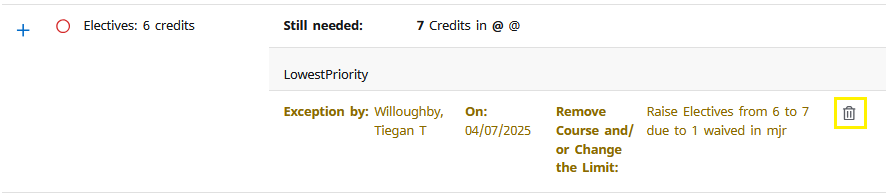 Electives: 6 credits
Still needed: 7 Credits in @ @
LowestPriority
Exception by: Willoughby, Tiegan T
On: 04/07/2025
Remove Course and/or Change the Limit:
Raise Electives from 6 to 7 due to 1 waived in mjr